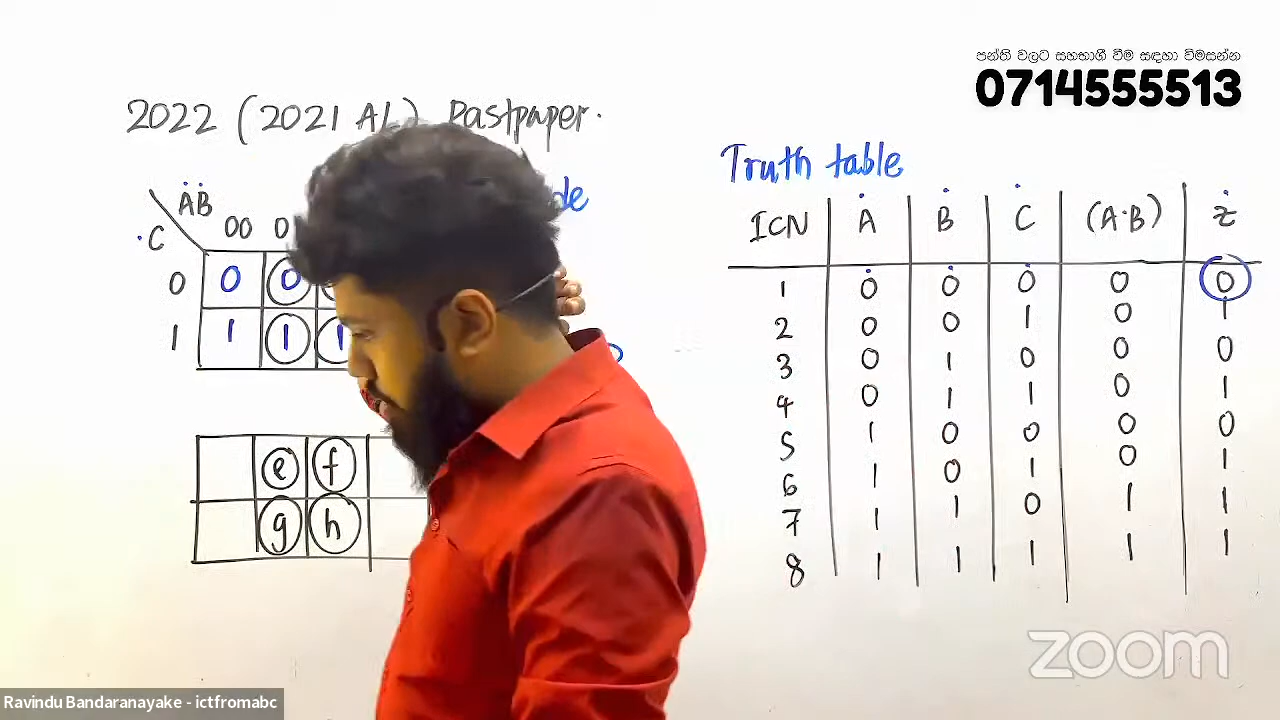 පන්ති වලට සහභාගී වීම සඳහා විමසන්න
0714555513
2022 (2021 AL) Pastpaper.
de
AB
C
00 0
0 0 0
1 1 1 1
e f
g h
Truth table
ICN A B C (A·B) z
1 0 0 0 0 0
2 0 0 1 0 1
3 0 1 0 0 0
4 0 1 1 0 1
5 1 0 0 0 0
6 1 0 1 0 1
7 1 1 0 1 1
8 1 1 1 1 1
zoom
Ravindu Bandaranayake - ictfromabc